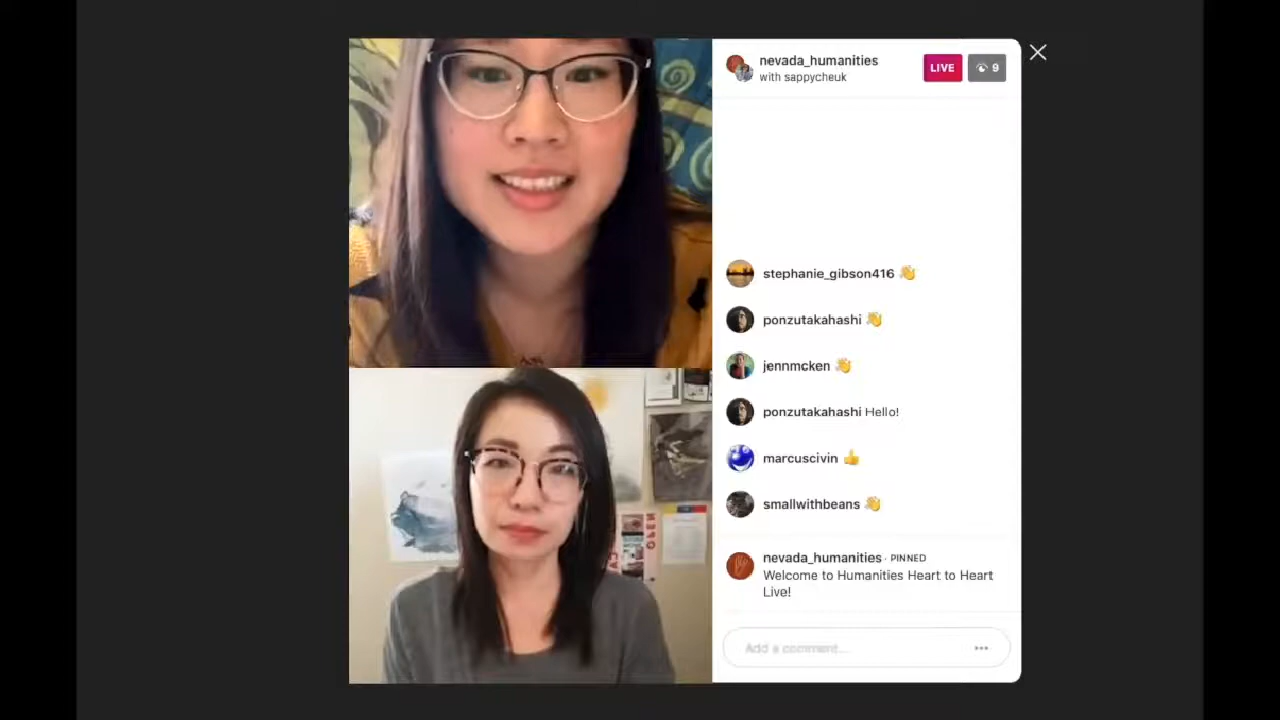 nevada_humanities
with sappycheuk
LIVE
9
stephanie_gibson416 👋
ponzutakahashi 👋
jennmcken 👋
ponzutakahashi Hello!
marcuscivin 👍
smallwithbeans 👋
nevada_humanities · PINNED
Welcome to Humanities Heart to Heart
Live!
Add a comment...
OPEN